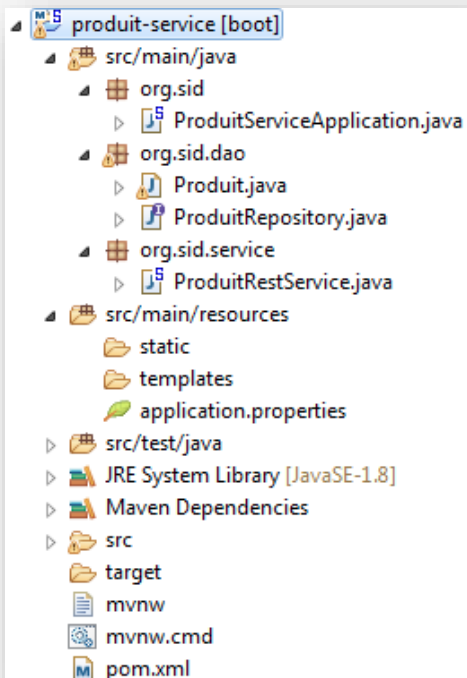 produit-service [boot]
src/main/java
org.sid
ProduitServiceApplication.java
org.sid.dao
Produit.java
ProduitRepository.java
org.sid.service
ProduitRestService.java
src/main/resources
static
templates
application.properties
src/test/java
JRE System Library [JavaSE-1.8]
Maven Dependencies
src
target
mvnw
mvnw.cmd
pom.xml